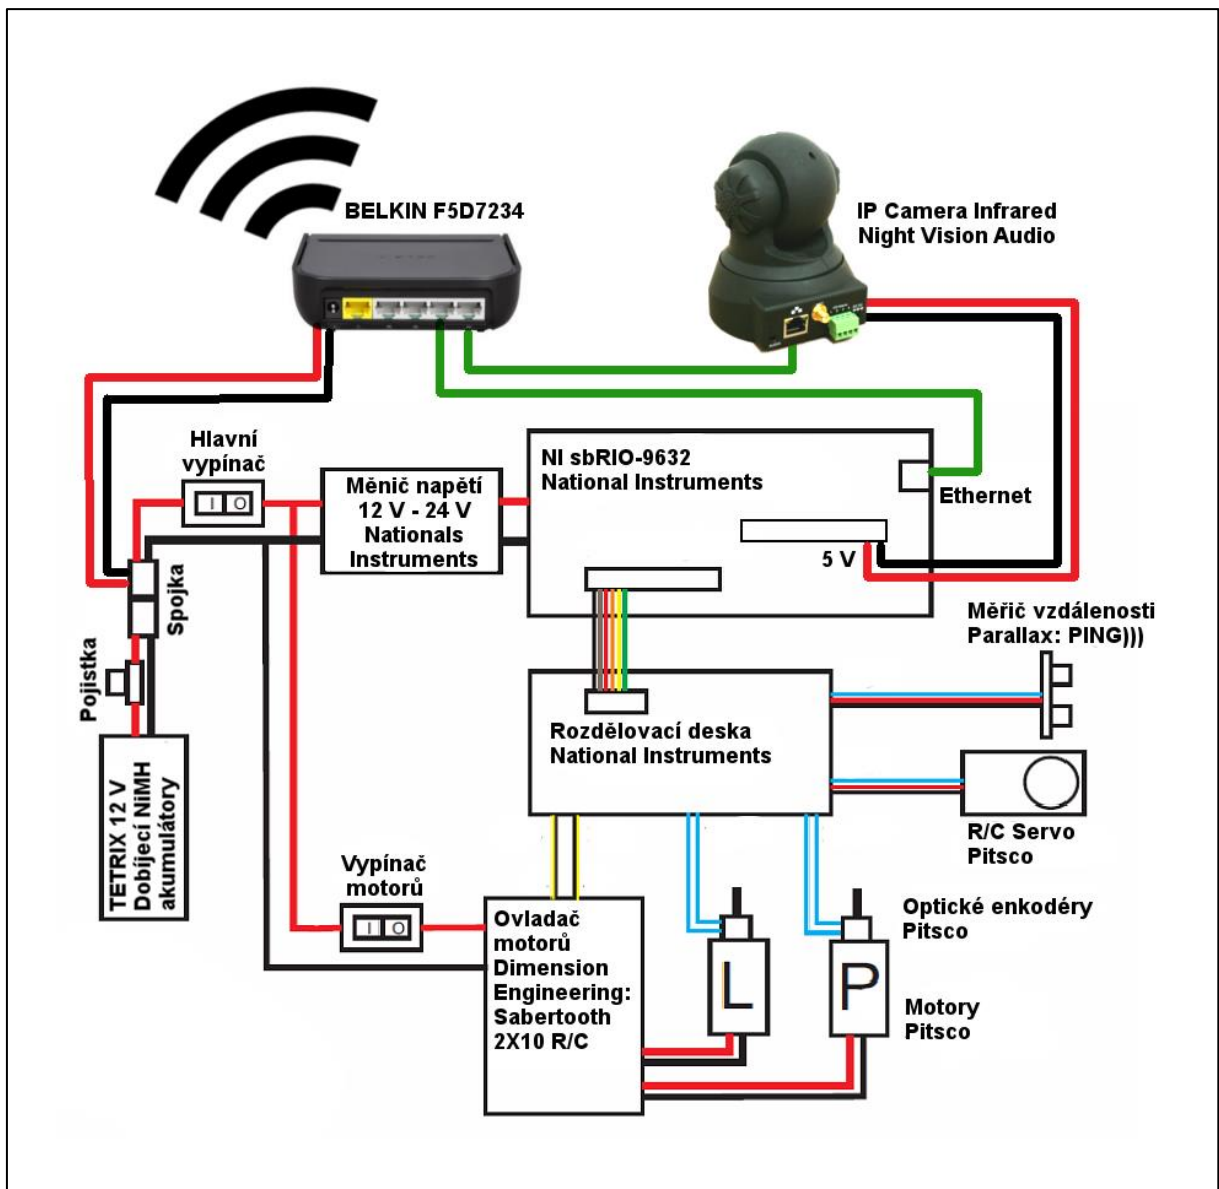 BELKIN F5D7234
IP Camera Infrared
Night Vision Audio
Hlavní
vypínač
I O
Měnič napětí
12 V - 24 V
Nationals
Instruments
NI sbRIO-9632
National Instruments
Ethernet
5 V
Spojka
Pojistka
TETRIX 12 V
Dobíjecí NiMH
akumulátory
Měřič vzdálenosti
Parallax: PING)))
Rozdělovací deska
National Instruments
R/C Servo
Pitsco
Vypínač
motorů
I O
Ovladač
motorů
Dimension
Engineering:
Sabertooth
2X10 R/C
L
P
Optické enkodéry
Pitsco
Motory
Pitsco